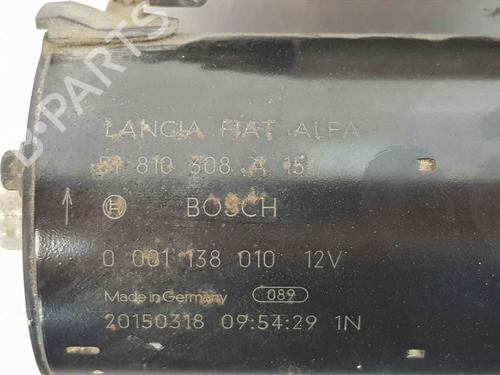 LANCIA FIAT ALFA
51 810 308 A 15
BOSCH
0 001 138 010 12V
Made in Germany 089
20150318 09:54:29 1N
B-Parts